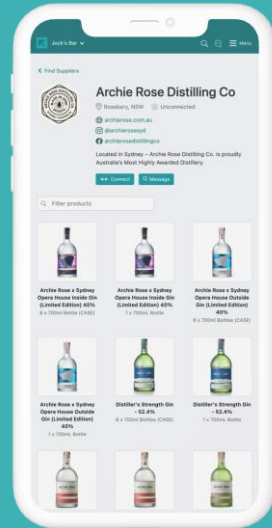 José's Bar
Menu
Find Suppliers
Archie Rose Distilling Co
Rosebery, NSW Unconnected
archierose.com.au
archierosesyd
archierosedistillingco
Located in Sydney – Archie Rose Distilling Co. is proudly
Australia's Most Highly Awarded Distillery.
Connect Message
Filter products
Archie Rose x Sydney
Opera House Inside Gin
(Limited Edition) 40%
6 x 700ml Bottles (CASE)
Archie Rose x Sydney
Opera House Inside Gin
(Limited Edition) 40%
1 x 700mL Bottle
Archie Rose x Sydney
Opera House Outside
Gin (Limited Edition)
40%
6 x 700ml Bottles (CASE)
Archie Rose x Sydney
Opera House Outside
Gin (Limited Edition)
40%
1 x 700mL Bottle
Distiller's Strength Gin
- 52.4%
6 x 700ml Bottles (CASE)
Distiller's Strength Gin
- 52.4%
1 x 700mL Bottle